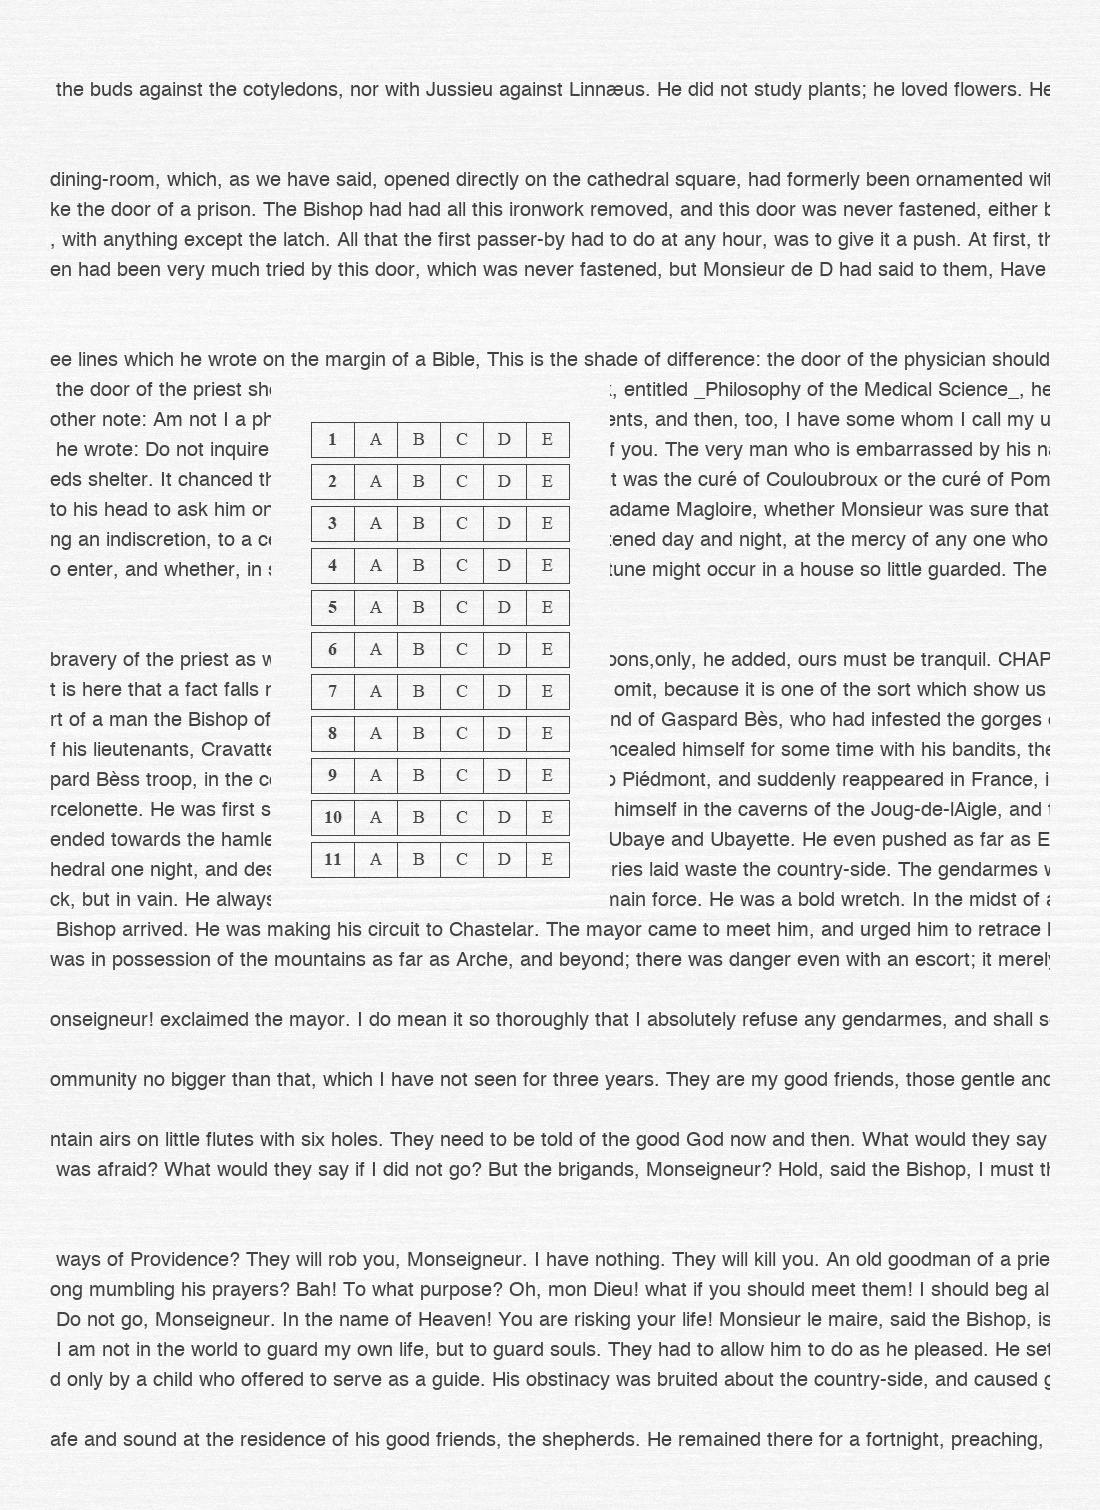 the buds against the cotyledons, nor with Jussieu against Linnæus. He did not study plants; he loved flowers. He
dining-room, which, as we have said, opened directly on the cathedral square, had formerly been ornamented wit
ke the door of a prison. The Bishop had had all this ironwork removed, and this door was never fastened, either b
, with anything except the latch. All that the first passer-by had to do at any hour, was to give it a push. At first, th
en had been very much tried by this door, which was never fastened, but Monsieur de D had said to them, Have
ee lines which he wrote on the margin of a Bible, This is the shade of difference: the door of the physician should
the door of the priest sho , entitled _Philosophy of the Medical Science_, he
other note: Am not I a ph ents, and then, too, I have some whom I call my u
he wrote: Do not inquire f you. The very man who is embarrassed by his na
eds shelter. It chanced th t was the curé of Couloubroux or the curé of Pom
to his head to ask him on adame Magloire, whether Monsieur was sure that
ng an indiscretion, to a ce tened day and night, at the mercy of any one who
o enter, and whether, in tune might occur in a house so little guarded. The
bravery of the priest as w oons,only, he added, ours must be tranquil. CHAP
t is here that a fact falls n omit, because it is one of the sort which show us
rt of a man the Bishop of nd of Gaspard Bès, who had infested the gorges
f his lieutenants, Cravatte ncealed himself for some time with his bandits, the
pard Bèss troop, in the co o Piédmont, and suddenly reappeared in France, i
rcelonette. He was first s himself in the caverns of the Joug-de-lAigle, and
ended towards the hamle Ubaye and Ubayette. He even pushed as far as E
hedral one night, and des ries laid waste the country-side. The gendarmes w
ck, but in vain. He always main force. He was a bold wretch. In the midst of a
1 A B C D E
2 A B C D E
3 A B C D E
4 A B C D E
5 A B C D E
6 A B C D E
7 A B C D E
8 A B C D E
9 A B C D E
10 A B C D E
11 A B C D E
Bishop arrived. He was making his circuit to Chastelar. The mayor came to meet him, and urged him to retrace
was in possession of the mountains as far as Arche, and beyond; there was danger even with an escort; it merely
onseigneur! exclaimed the mayor. I do mean it so thoroughly that I absolutely refuse any gendarmes, and shall s
ommunity no bigger than that, which I have not seen for three years. They are my good friends, those gentle and
ntain airs on little flutes with six holes. They need to be told of the good God now and then. What would they say
was afraid? What would they say if I did not go? But the brigands, Monseigneur? Hold, said the Bishop, I must th
ways of Providence? They will rob you, Monseigneur. I have nothing. They will kill you. An old goodman of a prie
ong mumbling his prayers? Bah! To what purpose? Oh, mon Dieu! what if you should meet them! I should beg al
Do not go, Monseigneur. In the name of Heaven! You are risking your life! Monsieur le maire, said the Bishop, is
I am not in the world to guard my own life, but to guard souls. They had to allow him to do as he pleased. He set
d only by a child who offered to serve as a guide. His obstinacy was bruited about the country-side, and caused g
afe and sound at the residence of his good friends, the shepherds. He remained there for a fortnight, preaching,